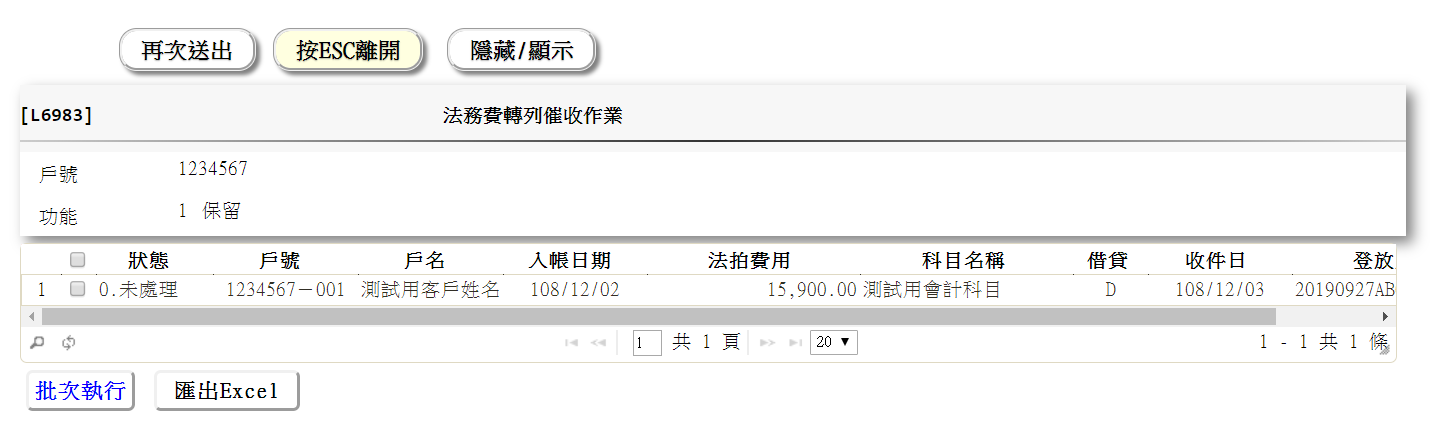 再次送出 按ESC離開 隱藏/顯示
[L6983] 法務費轉列催收作業
戶號 1234567
功能 1 保留
狀態 戶號 戶名 入帳日期 法拍費用 科目名稱 借貸 收件日 登放
1 0.未處理 1234567-001 測試用客戶姓名 108/12/02 15,900.00 測試用會計科目 D 108/12/03 20190927AB
1 共 1 頁 20 1 - 1 共 1 條
批次執行 匯出Excel